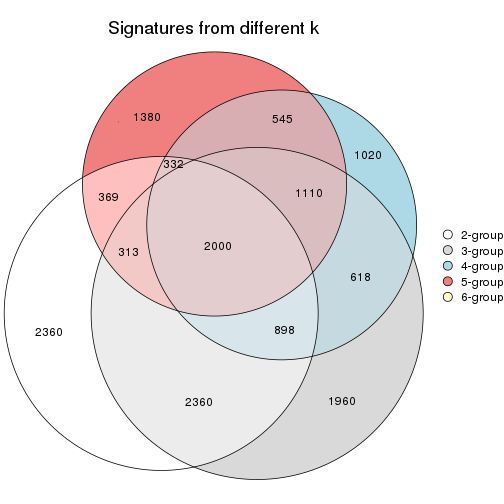 Signatures from different k
1380
545
1020
332
369
1110
313
2000
618
2360
898
2360
1960
2-group
3-group
4-group
5-group
6-group